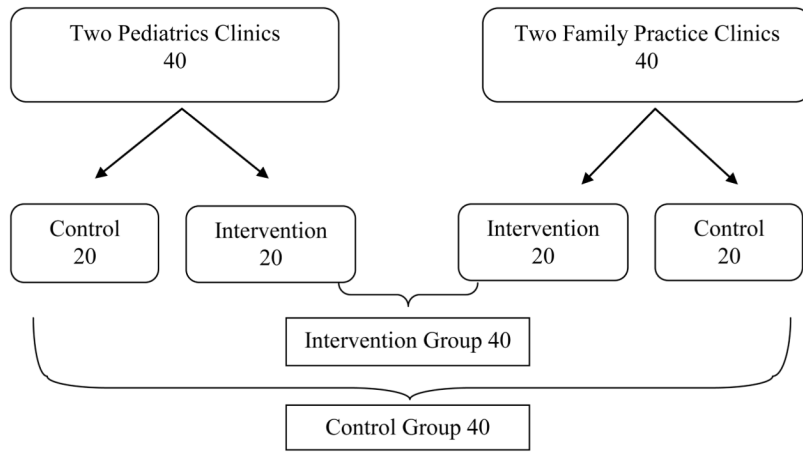 Two Pediatrics Clinics
40
Two Family Practice Clinics
40
Control
20
Intervention
20
Intervention
20
Control
20
Intervention Group 40
Control Group 40